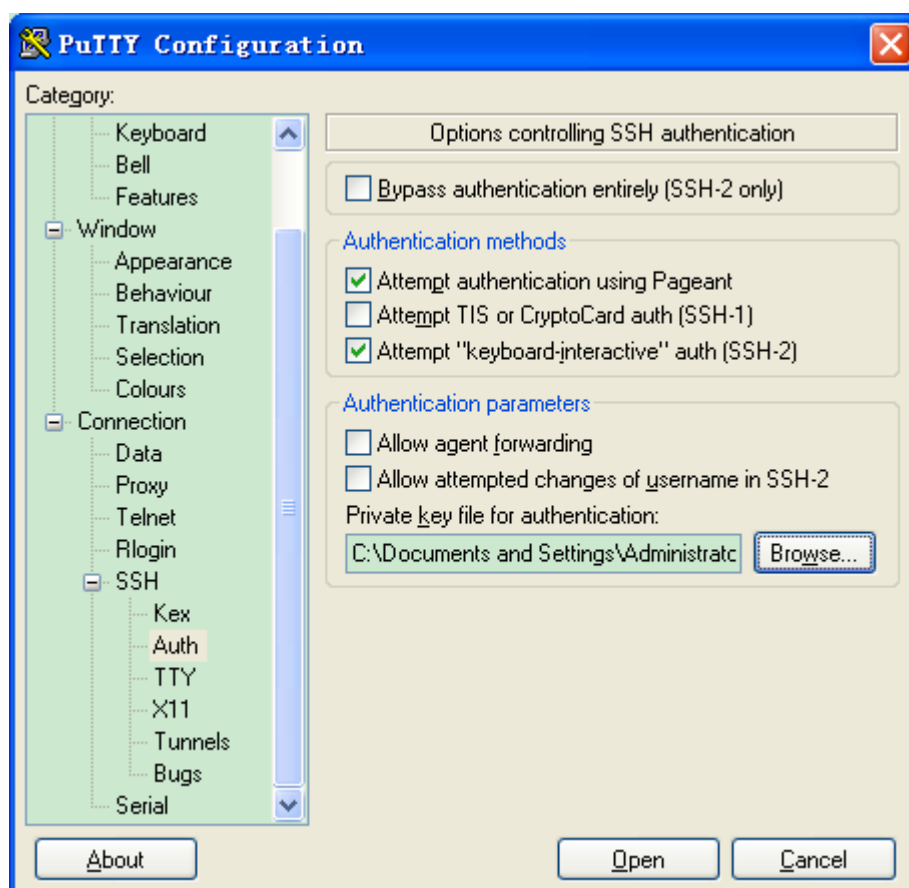 PuTTY Configuration
Category:
Keyboard
Bell
Features
Window
Appearance
Behaviour
Translation
Selection
Colours
Connection
Data
Proxy
Telnet
Rlogin
SSH
Kex
Auth
TTY
X11
Tunnels
Bugs
Serial
Options controlling SSH authentication
Bypass authentication entirely (SSH-2 only)
Authentication methods
Attempt authentication using Pageant
Attempt TIS or CryptoCard auth (SSH-1)
Attempt "keyboard-interactive" auth (SSH-2)
Authentication parameters
Allow agent forwarding
Allow attempted changes of username in SSH-2
Private key file for authentication:
C:\Documents and Settings\Administratc
Browse...
About
Open
Cancel